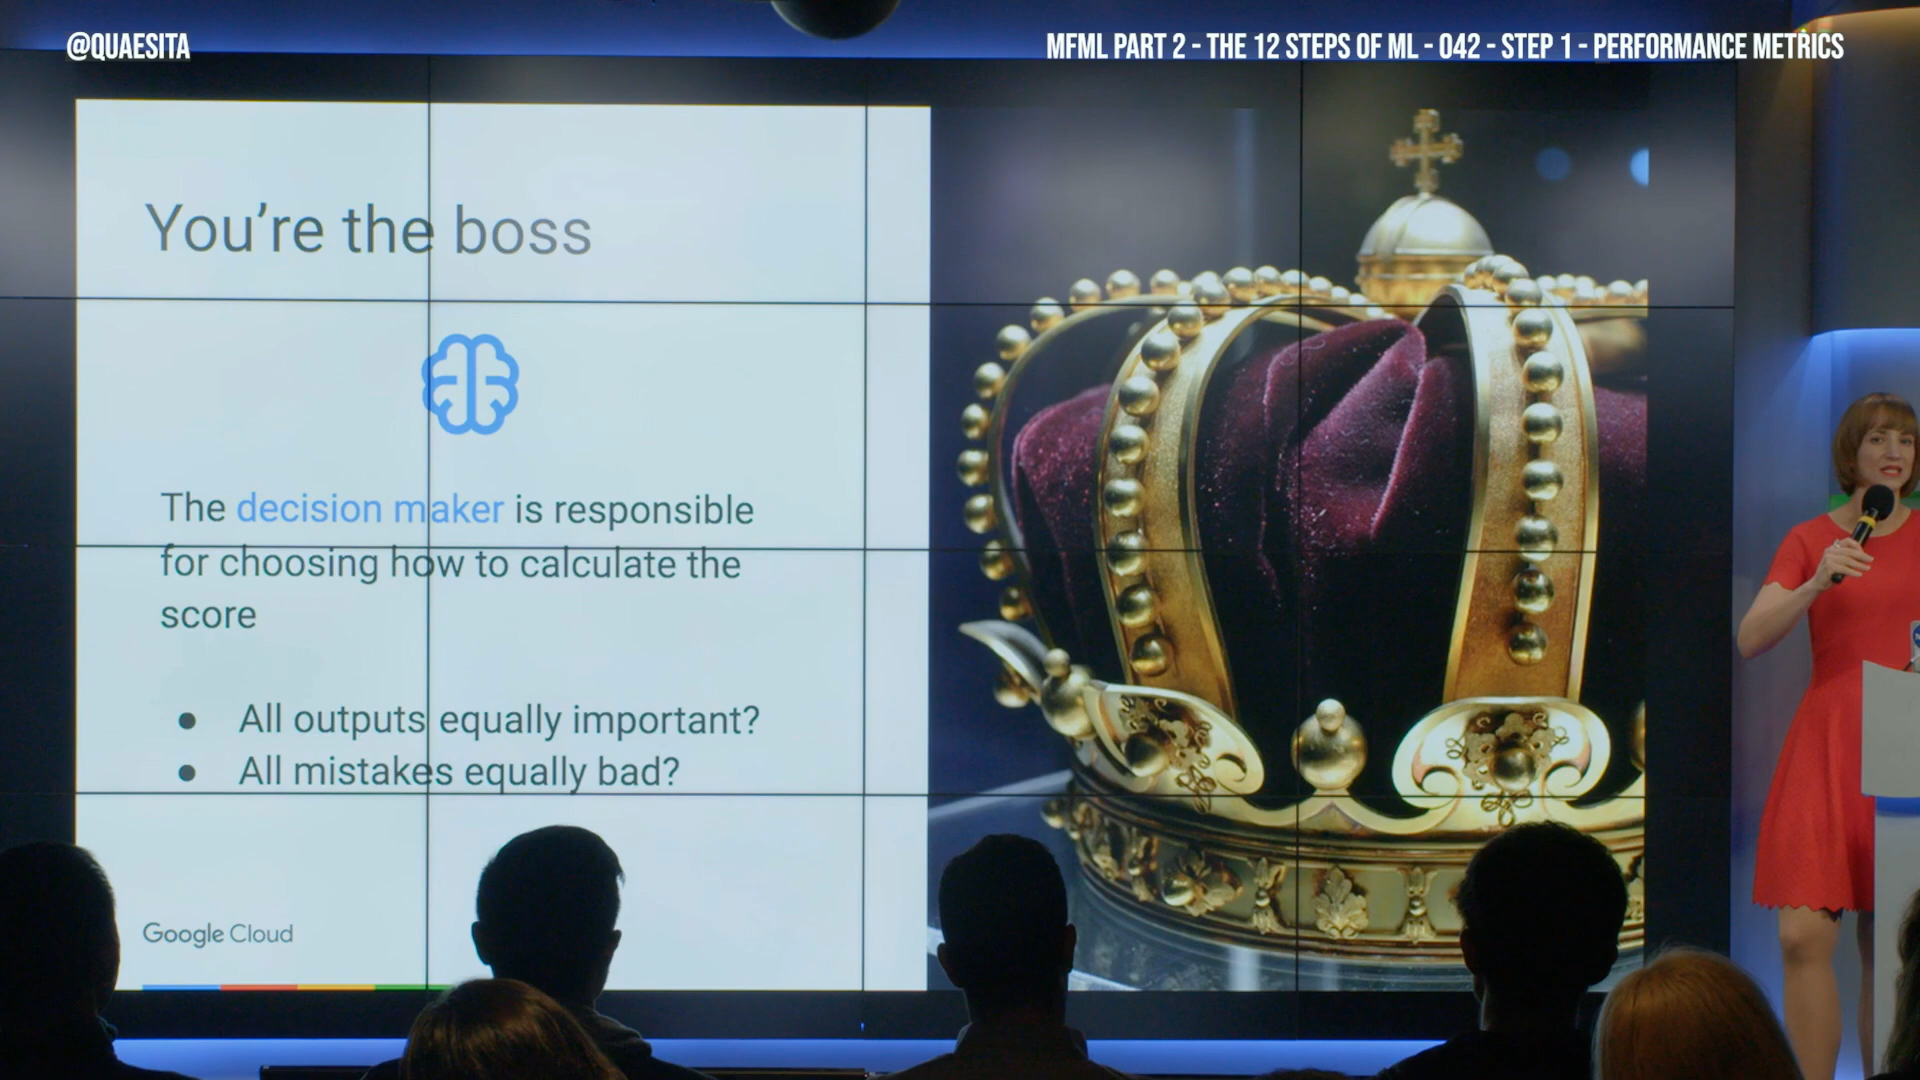 @QUAESITA
MFML PART 2 - THE 12 STEPS OF ML - 042 - STEP 1 - PERFORMANCE METRICS
You're the boss
The decision maker is responsible
for choosing how to calculate the
score
● All outputs equally important?
● All mistakes equally bad?
Google Cloud